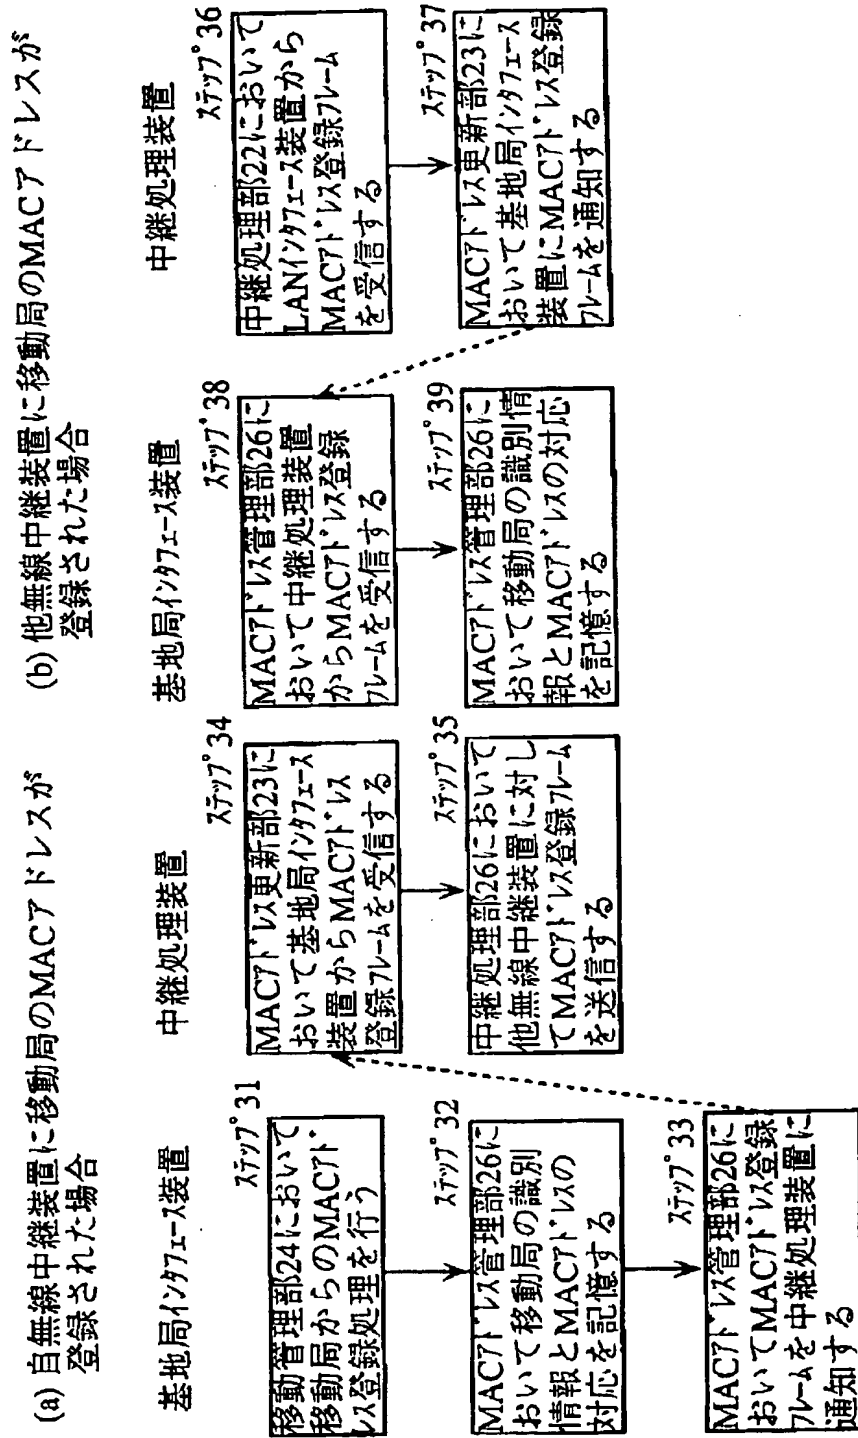 (a) 自無線中継装置に移動局のMACアドレスが
登録された場合
基地局インタフェース装置
ステップ31
移動管理部24において
移動局からのMACアド
レス登録処理を行う
ステップ32
MACアドレス管理部26に
おいて移動局の識別
情報とMACアドレスの
対応を記憶する
ステップ33
MACアドレス管理部26に
おいてMACアドレス登録
フレームを中継処理装置に
通知する
中継処理装置
ステップ34
MACアドレス更新部23に
おいて基地局インタフェース
装置からMACアドレス
登録フレームを受信する
ステップ35
中継処理部26において
他無線中継装置に対し
てMACアドレス登録フレーム
を送信する
(b) 他無線中継装置に移動局のMACアドレスが
登録された場合
基地局インタフェース装置
ステップ38
MACアドレス管理部26に
おいて中継処理装置
からMACアドレス登録
フレームを受信する
ステップ39
MACアドレス管理部26に
おいて移動局の識別情
報とMACアドレスの対応
を記憶する
中継処理装置
ステップ36
中継処理部22において
LANインタフェース装置から
MACアドレス登録フレーム
を受信する
ステップ37
MACアドレス更新部23に
おいて基地局インタフェース
装置にMACアドレス登録
フレームを通知する